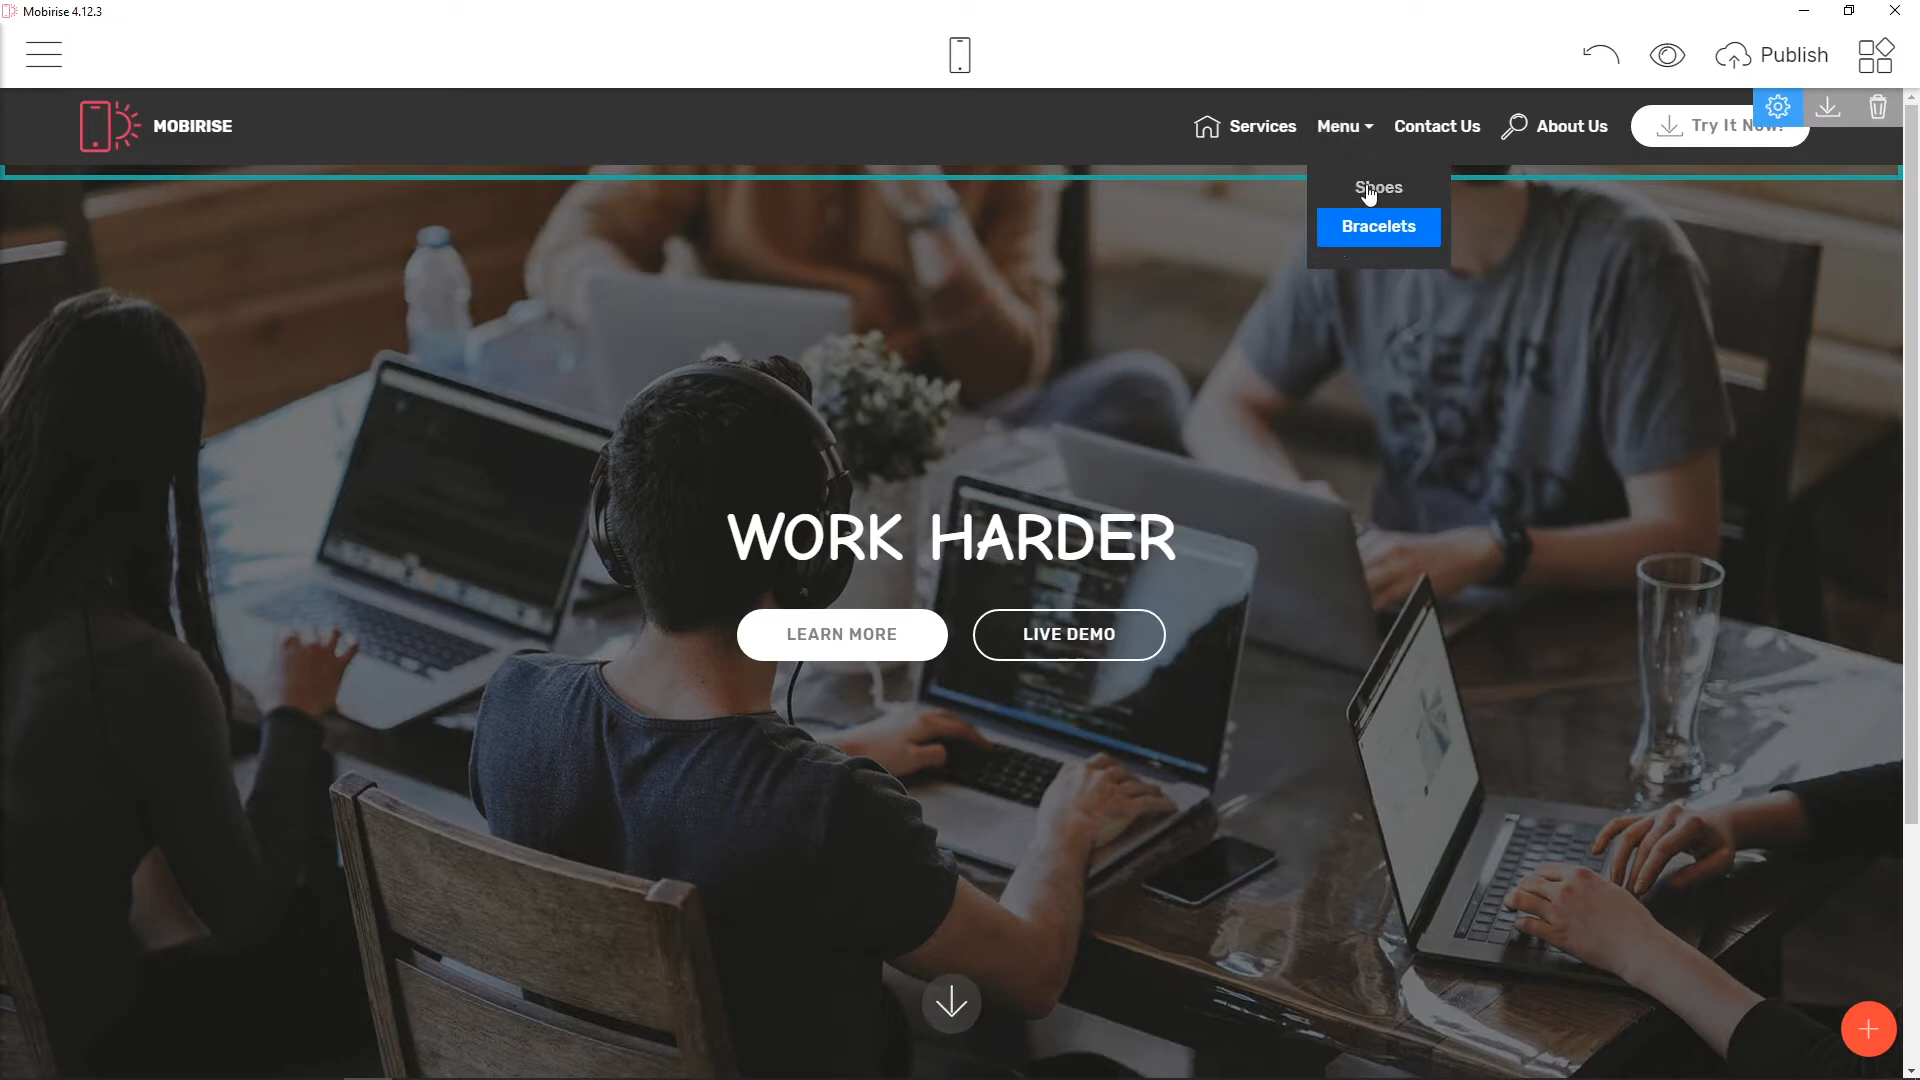 Mobirise 4.12.3
Publish
MOBIRISE
Services
Menu
Contact Us
About Us
Try It Now!
Shoes
Bracelets
WORK HARDER
LEARN MORE
LIVE DEMO